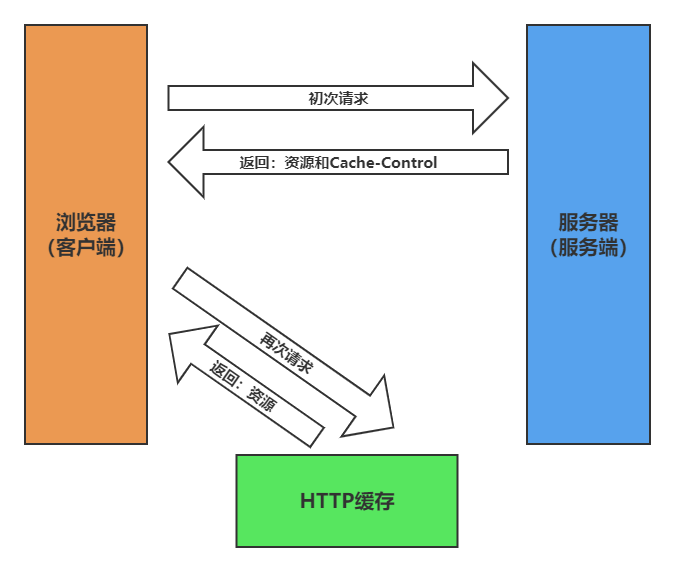 初次请求
返回：资源和Cache-Control
浏览器
（客户端）
服务器
（服务端）
再次请求
返回：资源
HTTP缓存